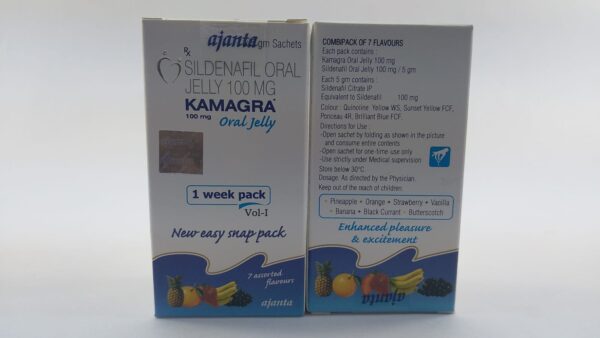 ajanta gm Sachets
Rx
SILDENAFIL ORAL
JELLY 100 MG
KAMAGRA
100 mg
Oral Jelly
1 week pack
Vol-I
New easy snap pack
7 assorted
flavours
ajanta
COMBIPACK OF 7 FLAVOURS
Each pack contains :
Kamagra Oral Jelly 100 mg
Sildenafil Oral Jelly 100 mg / 5 gm
Each 5 gm contains :
Sildenafil Citrate IP
Equivalent to Sildenafil 100 mg
Colour : Quinoline Yellow WS, Sunset Yellow FCF,
Ponceau 4R, Brilliant Blue FCF.
Directions for Use :
-Open sachet by folding as shown in the picture
and consume entire contents
-Open sachet for one-time use only
-Use strictly under Medical supervision
Store below 30°C
Dosage: As directed by the Physician.
Keep out of the reach of children.
• Pineapple • Orange • Strawberry • Vanilla
• Banana • Black Currant • Butterscotch
Enhanced pleasure
& excitement
ajanta